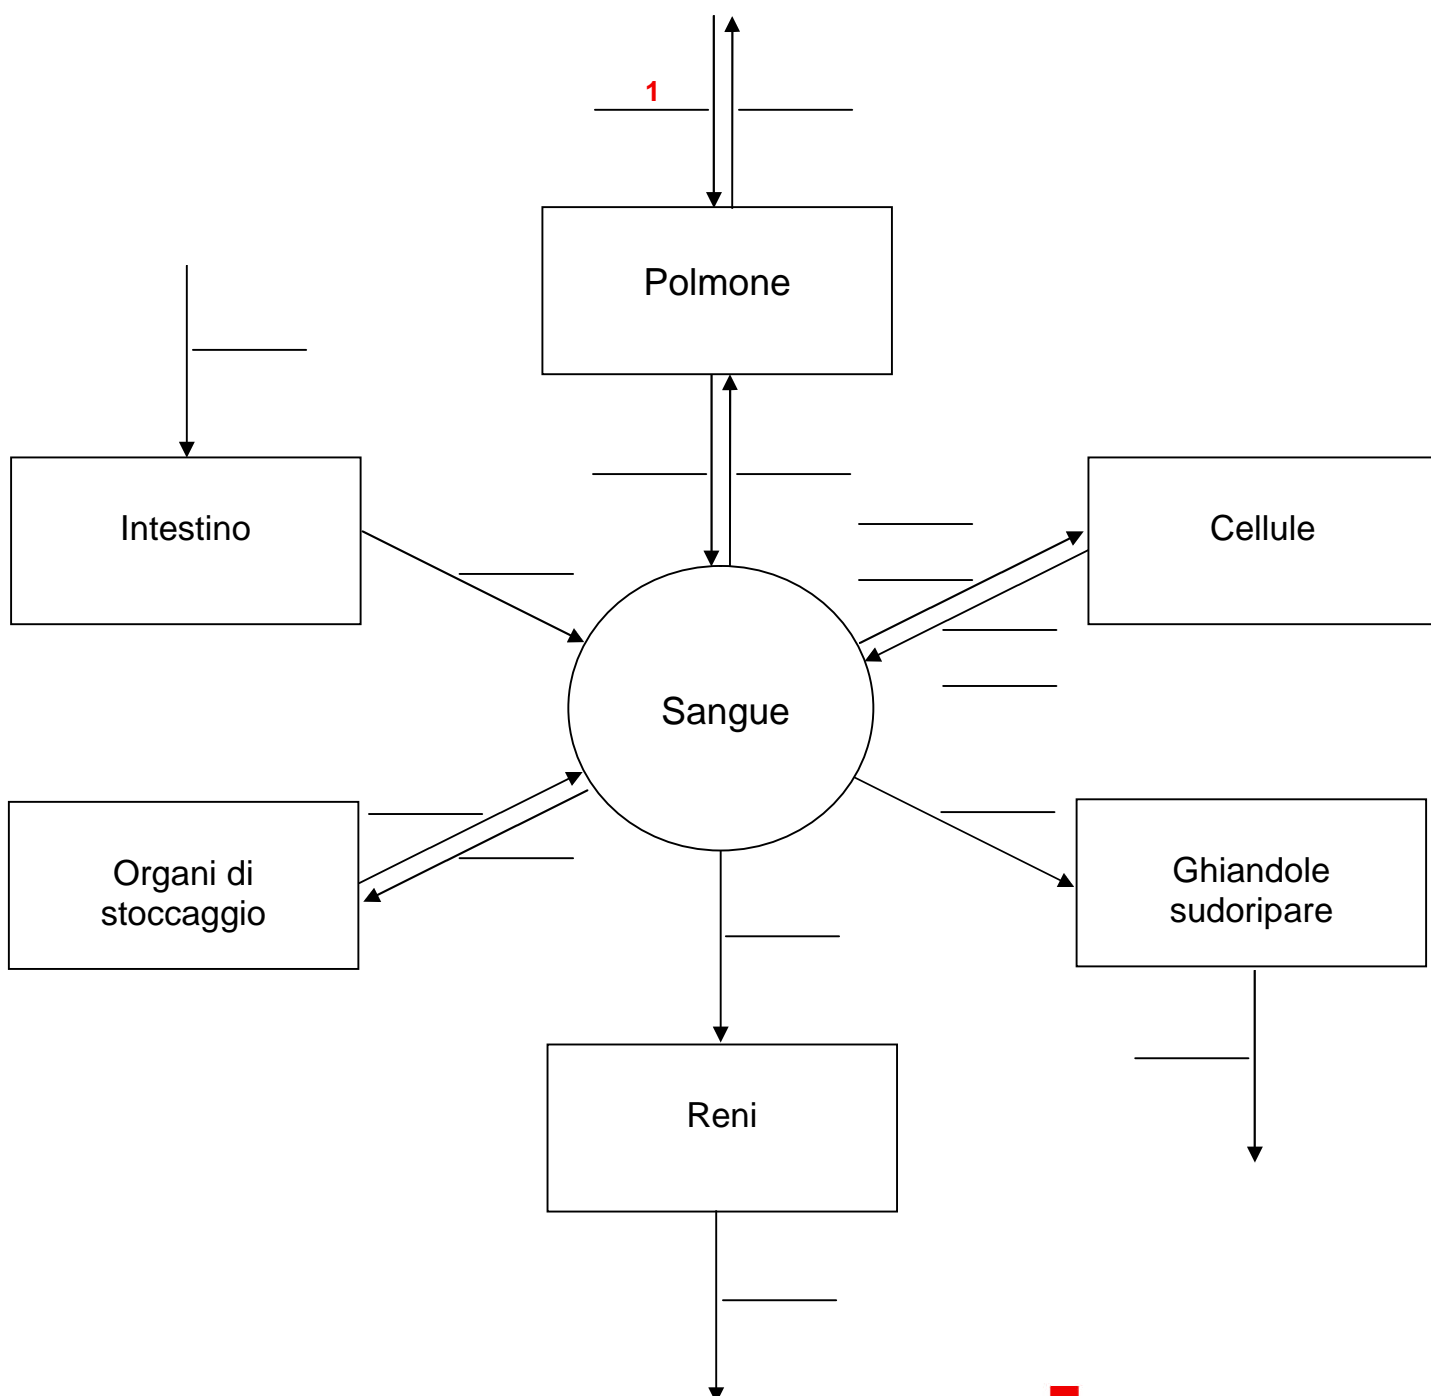 1
Polmone
Intestino
Cellule
Sangue
Organi di
stoccaggio
Ghiandole
sudoripare
Reni